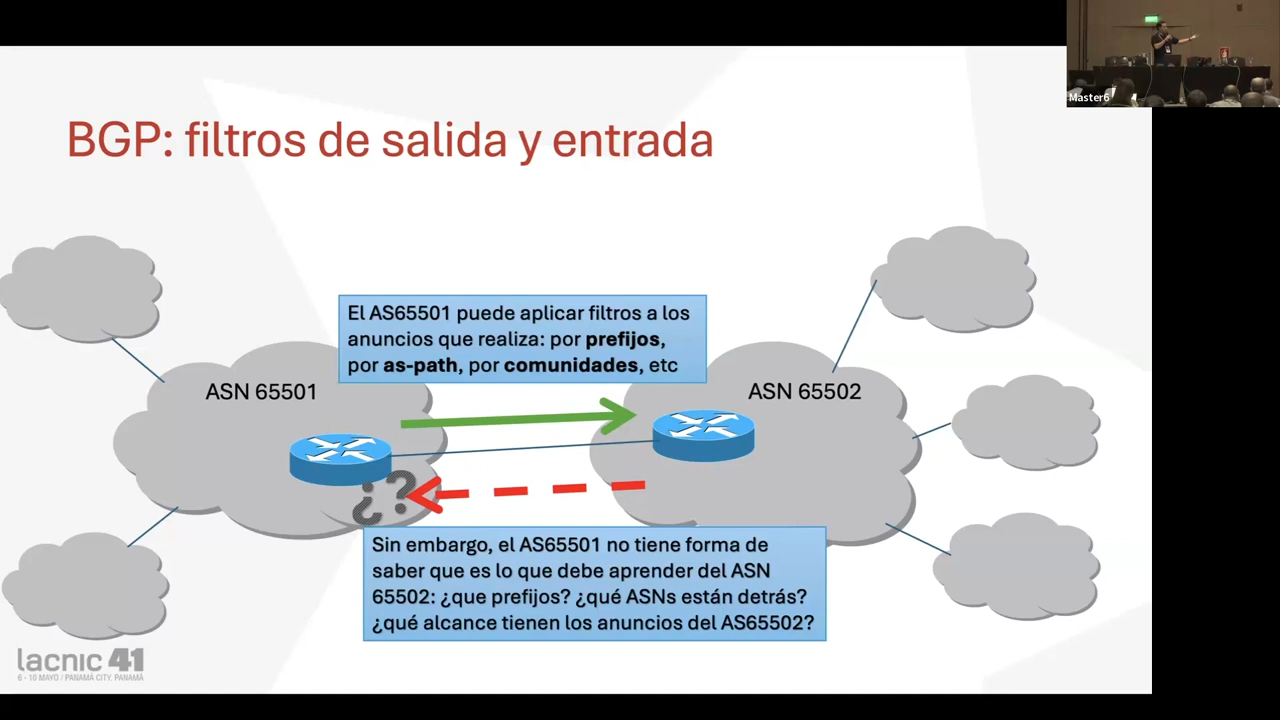 Master6
BGP: filtros de salida y entrada
El AS65501 puede aplicar filtros a los
anuncios que realiza: por prefijos,
por as-path, por comunidades, etc
ASN 65501
ASN 65502
¿?
Sin embargo, el AS65501 no tiene forma de
saber que es lo que debe aprender del ASN
65502: ¿que prefijos? ¿qué ASNs están detrás?
¿qué alcance tienen los anuncios del AS65502?
lacnic 41
6 - 10 MAYO / PANAMÁ CITY, PANAMÁ